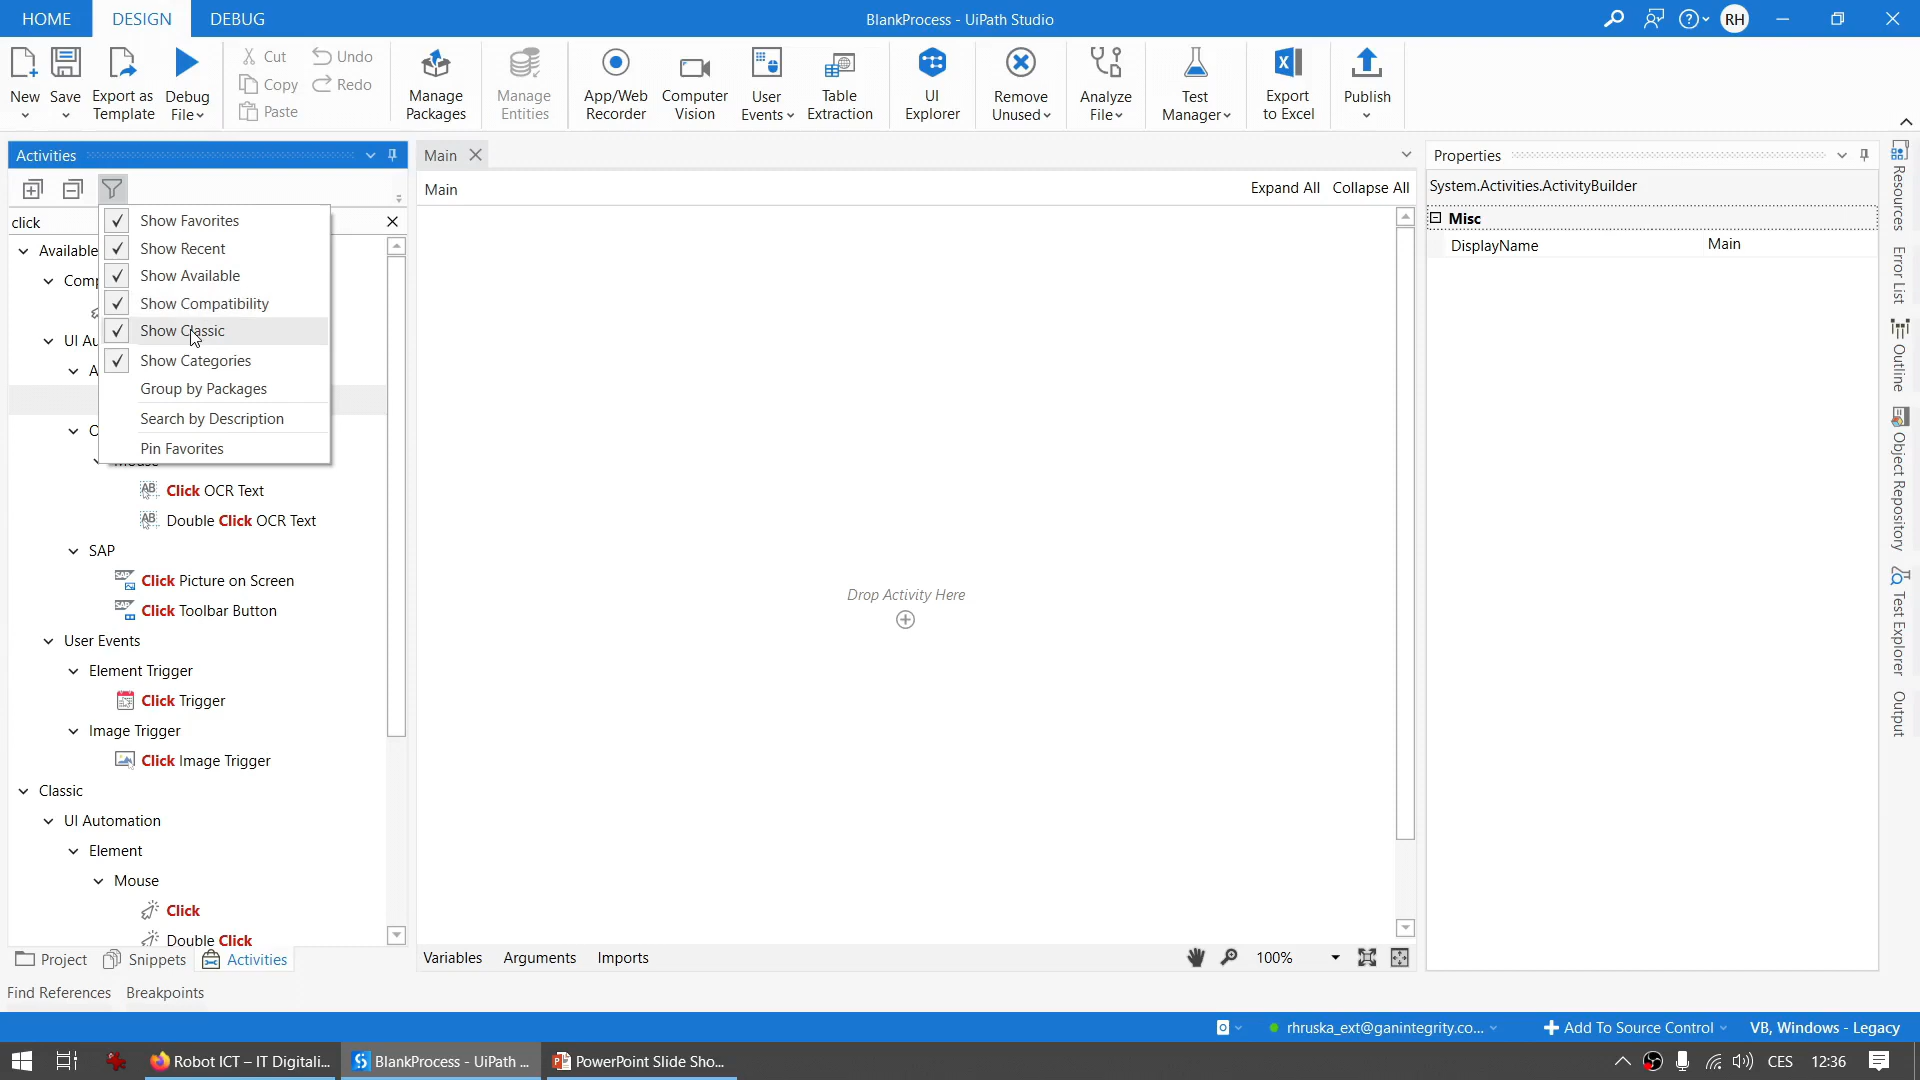 HOME
DESIGN
DEBUG
BlankProcess - UiPath Studio
RH
New
Save
Export as
Template
Debug
File
Cut
Copy
Paste
Undo
Redo
Manage
Packages
Manage
Entities
App/Web
Recorder
Computer
Vision
User
Events
Table
Extraction
UI
Explorer
Remove
Unused
Analyze
File
Test
Manager
Export
to Excel
Publish
Activities
click
Available
Show Favorites
Show Recent
Show Available
Show Compatibility
Show Classic
Show Categories
Group by Packages
Search by Description
Pin Favorites
Click OCR Text
Double Click OCR Text
SAP
Click Picture on Screen
Click Toolbar Button
User Events
Element Trigger
Click Trigger
Image Trigger
Click Image Trigger
Classic
UI Automation
Element
Mouse
Click
Double Click
Project
Snippets
Activities
Find References
Breakpoints
Main
Main
Expand All
Collapse All
Drop Activity Here
Variables
Arguments
Imports
100%
Properties
System.Activities.ActivityBuilder
Misc
DisplayName
Main
Resources
Error List
Outline
Object Repository
Test Explorer
Output
rhruska_ext@ganintegrity.co...
Add To Source Control
VB, Windows - Legacy
Robot ICT – IT Digitali...
BlankProcess - UiPath ...
PowerPoint Slide Sho...
CES
12:36